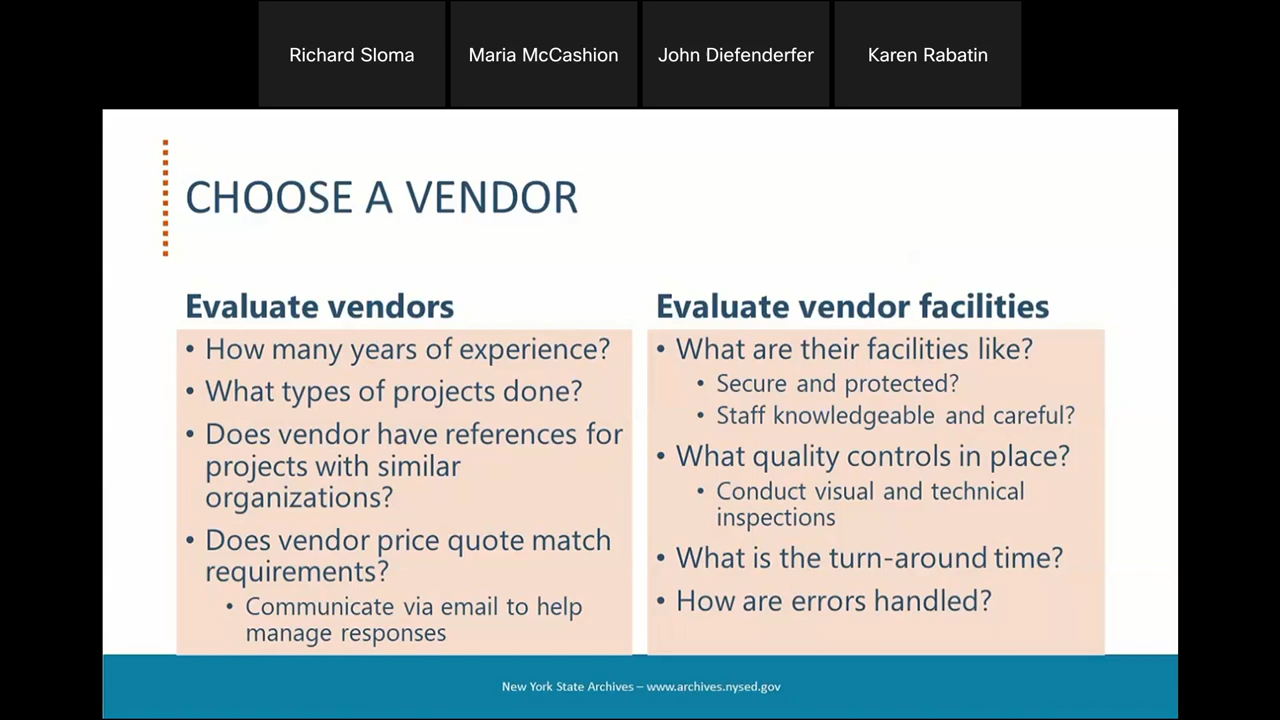 Richard Sloma
Maria McCashion
John Diefenderfer
Karen Rabatin
CHOOSE A VENDOR
Evaluate vendors
• How many years of experience?
• What types of projects done?
• Does vendor have references for
projects with similar
organizations?
• Does vendor price quote match
requirements?
• Communicate via email to help
manage responses
Evaluate vendor facilities
• What are their facilities like?
• Secure and protected?
• Staff knowledgeable and careful?
• What quality controls in place?
• Conduct visual and technical
inspections
• What is the turn-around time?
• How are errors handled?
New York State Archives – www.archives.nysed.gov